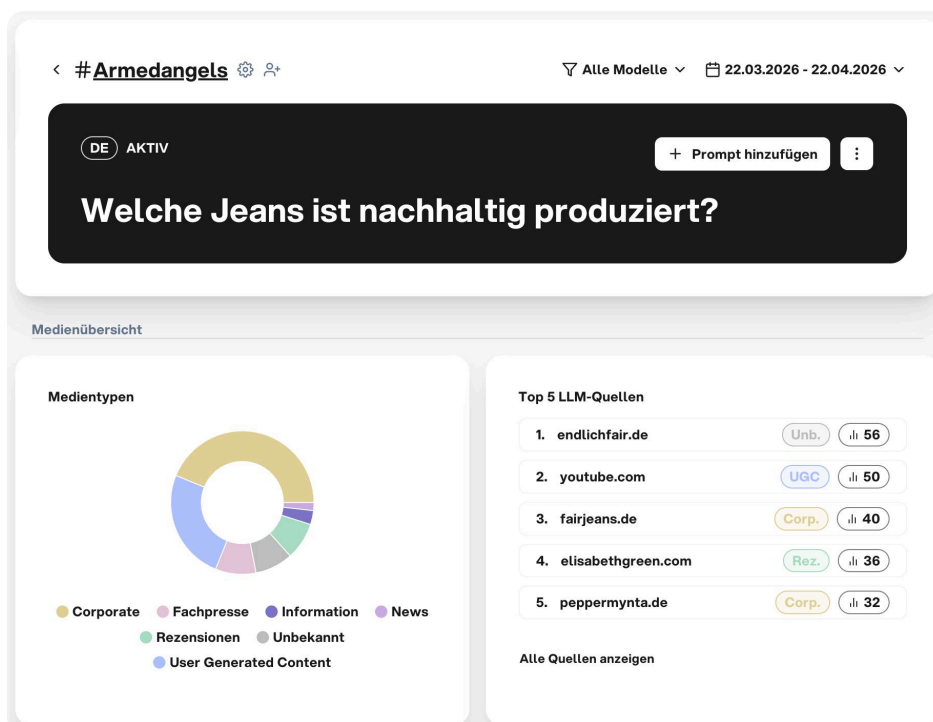 #Armedangels
Alle Modelle
22.03.2026 - 22.04.2026
DE AKTIV
+ Prompt hinzufügen
Welche Jeans ist nachhaltig produziert?
Medienübersicht
Medientypen
Corporate Fachpresse Information News
Rezensionen Unbekannt
User Generated Content
Top 5 LLM-Quellen
1. endlichfair.de Unb. 56
2. youtube.com UGC 50
3. fairjeans.de Corp. 40
4. elisabethgreen.com Rez. 36
5. peppermynta.de Corp. 32
Alle Quellen anzeigen